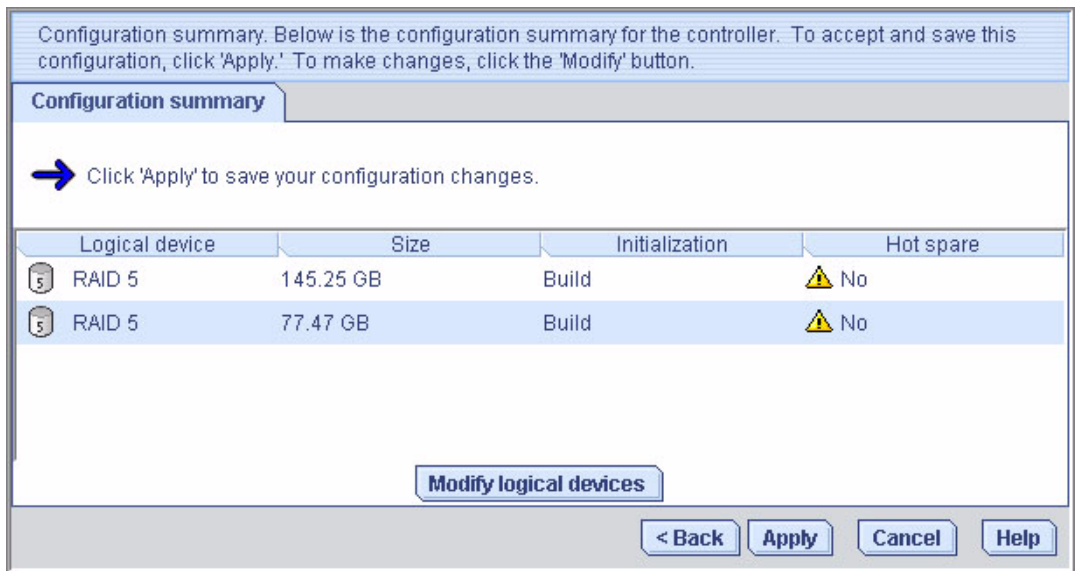 Configuration summary. Below is the configuration summary for the controller.  To accept and save this
configuration, click 'Apply.'  To make changes, click the 'Modify' button.
Configuration summary
Click 'Apply' to save your configuration changes.
Logical device Size Initialization Hot spare
5 RAID 5 145.25 GB Build No
5 RAID 5 77.47 GB Build No
Modify logical devices
< Back Apply Cancel Help